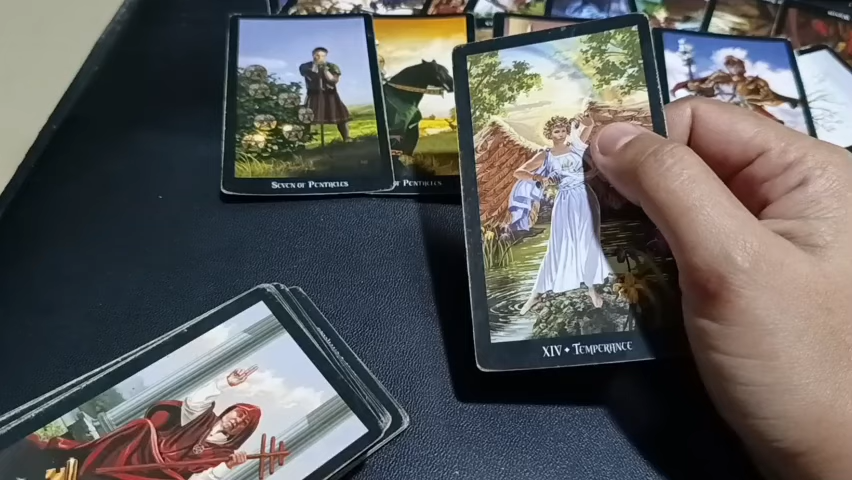 Seven of Pentacles
of Pentacles
XIV • Temperance